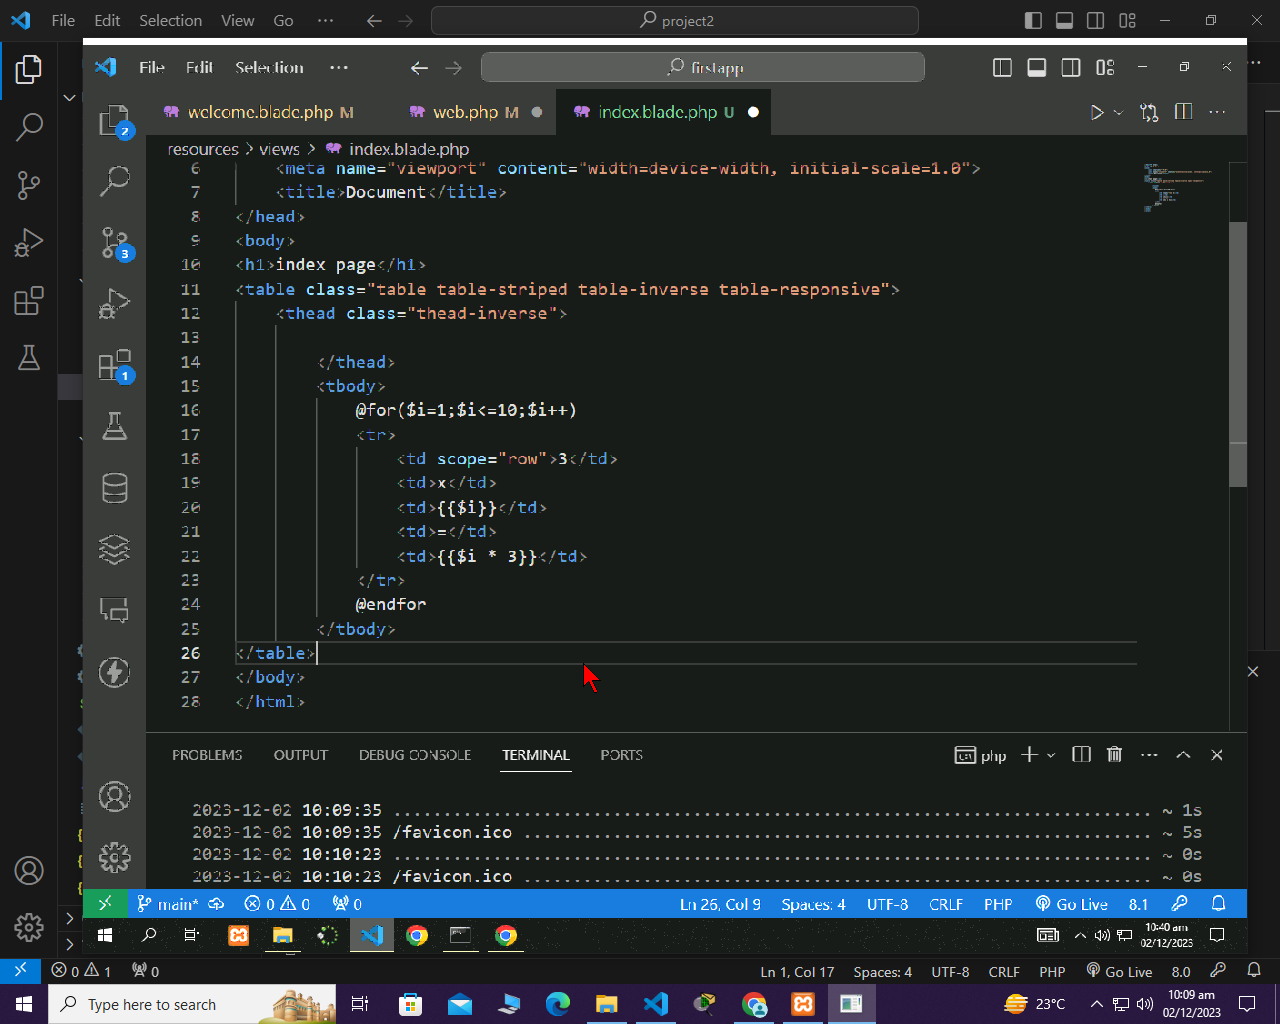 File Edit Selection View Go ··· project2
File Edit Selection ··· firstapp
welcome.blade.php M web.php M index.blade.php U
resources > views > index.blade.php
6 <meta name="viewport" content="width=device-width, initial-scale=1.0">
7 <title>Document</title>
8 </head>
9 <body>
10 <h1>index page</h1>
11 <table class="table table-striped table-inverse table-responsive">
12 <thead class="thead-inverse">
13
14 </thead>
15 <tbody>
16 @for($i=1;$i<=10;$i++)
17 <tr>
18 <td scope="row">3</td>
19 <td>x</td>
20 <td>{{$i}}</td>
21 <td>=</td>
22 <td>{{$i * 3}}</td>
23 </tr>
24 @endfor
25 </tbody>
26 </table>
27 </body>
28 </html>
2
3
1
PROBLEMS OUTPUT DEBUG CONSOLE TERMINAL PORTS php
2023-12-02 10:09:35 ........................................ ~ 1s
2023-12-02 10:09:35 /favicon.ico ........................................ ~ 5s
2023-12-02 10:10:23 ........................................ ~ 0s
2023-12-02 10:10:23 /favicon.ico ........................................ ~ 0s
main* 0 0 0 Ln 26, Col 9 Spaces: 4 UTF-8 CRLF PHP Go Live 8.1
10:40 am
02/12/2023
0 1 0 Ln 1, Col 17 Spaces: 4 UTF-8 CRLF PHP Go Live 8.0
Type here to search 23°C 10:09 am
02/12/2023